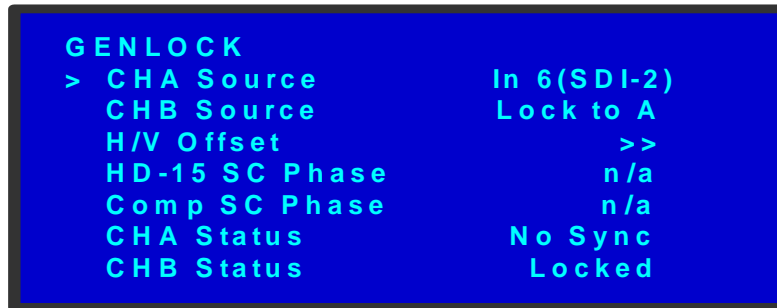 GENLOCK
> CHA Source In 6(SDI-2)
CHB Source Lock to A
H/V Offset >>
HD-15 SC Phase n/a
Comp SC Phase n/a
CHA Status No Sync
CHB Status Locked